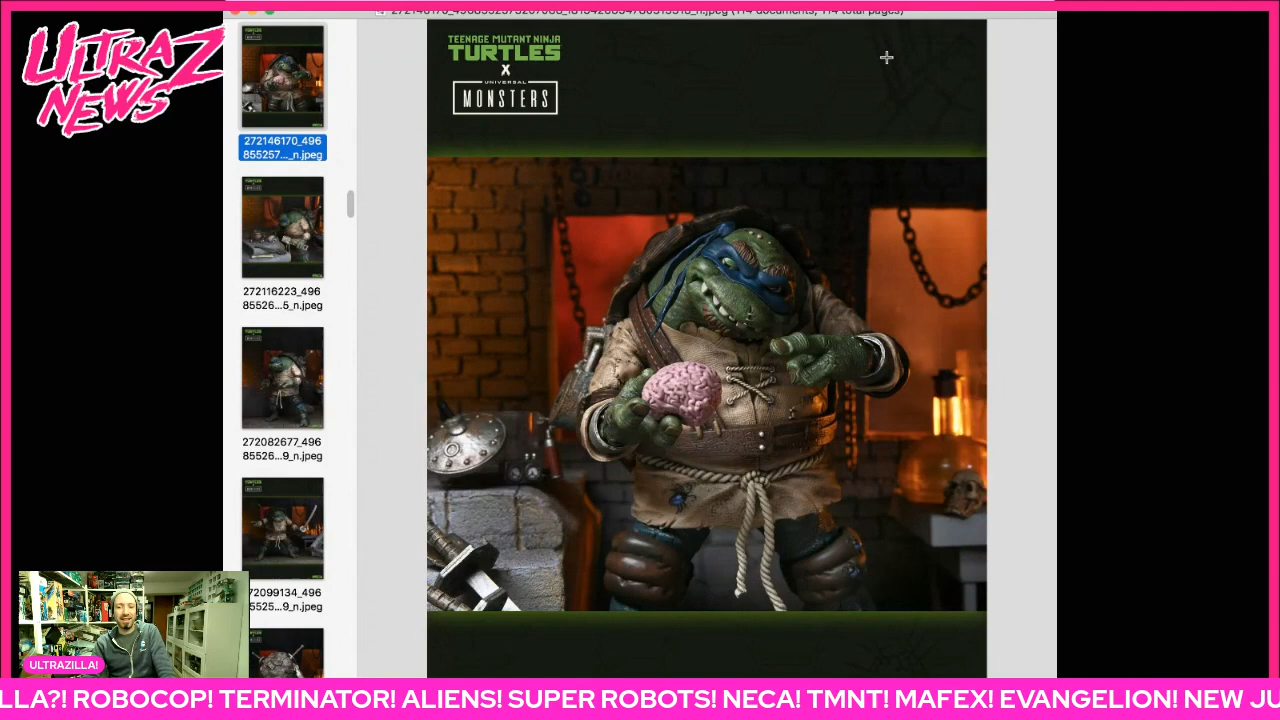 ULTRAZ
NEWS
272146170_496
855257..._n.jpeg
272116223_496
85526...5_n.jpeg
272082677_496
85526...9_n.jpeg
72099134_496
5525...9_n.jpeg
TEENAGE MUTANT NINJA
TURTLES
X
UNIVERSAL
MONSTERS
ULTRAZILLA!
LLA?! ROBOCOP! TERMINATOR! ALIENS! SUPER ROBOTS! NECA! TMNT! MAFEX! EVANGELION! NEW JU